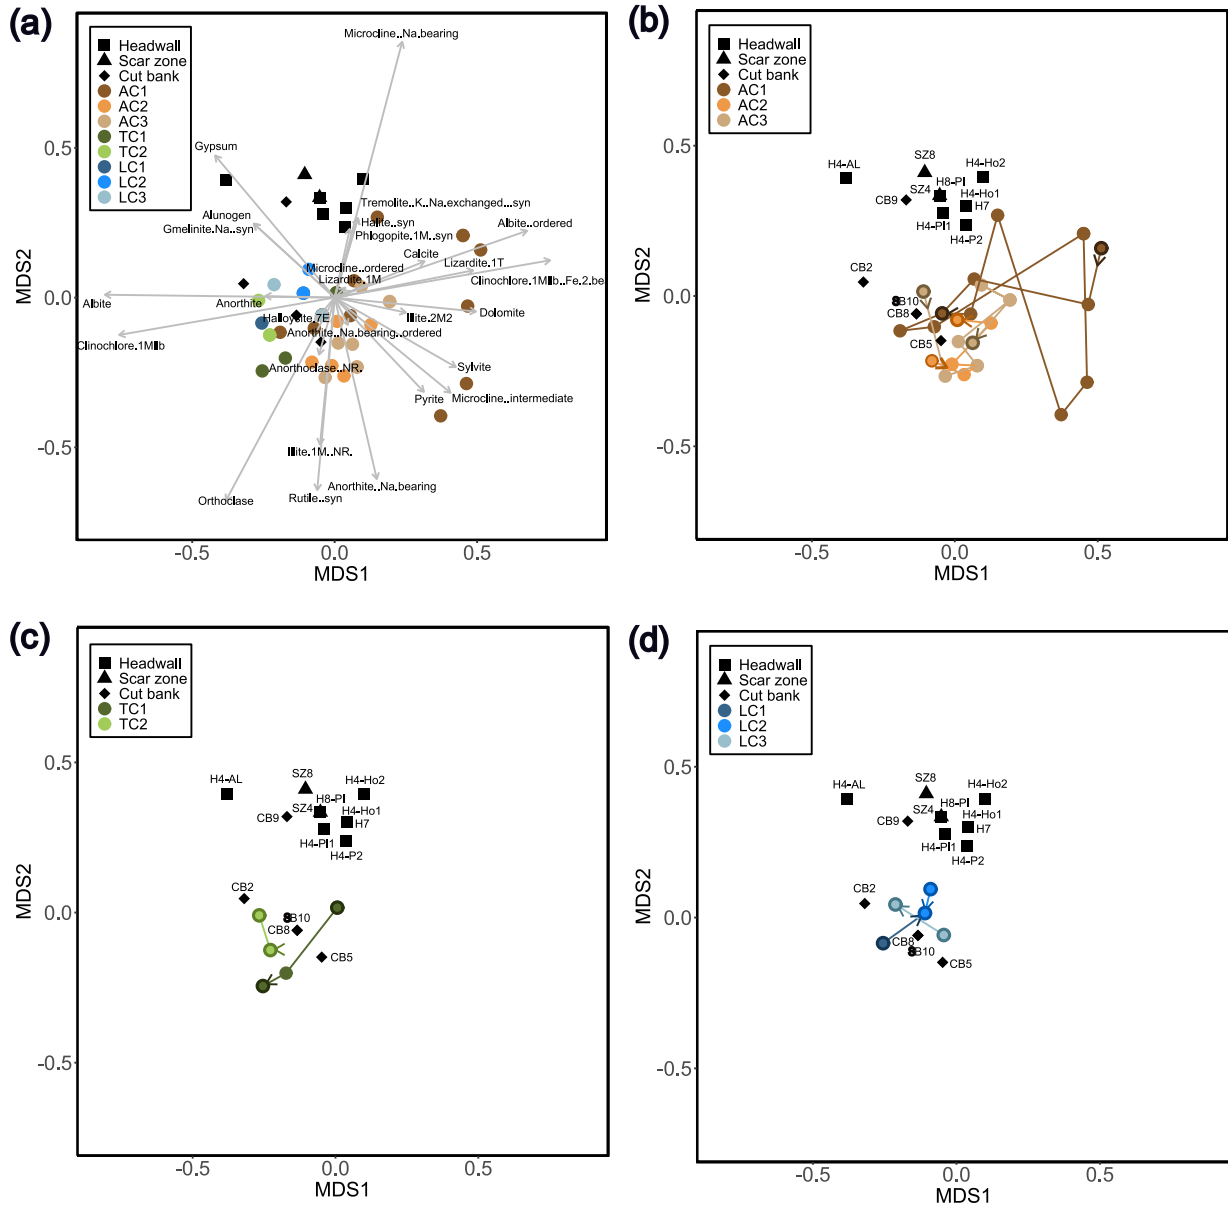 (a)
Headwall
Scar zone
Cut bank
AC1
AC2
AC3
TC1
TC2
LC1
LC2
LC3
Microcline..Na.bearing
Gypsum
Alunogen
Gmelinite.Na..syn
Tremolite..K..Na.exchanged...syn
Halite..syn
Albite..ordered
Phlogopite.1M..syn
Calcite
Lizardite.1T
Microcline..ordered
Lizardite.1M
Clinochlore.1MIIb..Fe.2.be
Albite
Anorthite
Dolomite
Halloysite.7E
Illite.2M2
Anorthite..Na.bearing..ordered
Clinochlore.1MIIb
Anorthoclase..NR.
Sylvite
Pyrite
Microcline..intermediate
Illite.1M..NR.
Anorthite..Na.bearing
Orthoclase
Rutile..syn
MDS2
0.5
0.0
-0.5
-0.5
0.0
0.5
MDS1
(b)
Headwall
Scar zone
Cut bank
AC1
AC2
AC3
H4-AL
SZ8
H4-Ho2
CB9
SZ4
H8-Pl
H4-Ho1
H7
H4-Pl1
H4-P2
CB2
B10
CB8
CB5
MDS2
0.5
0.0
-0.5
-0.5
0.0
0.5
MDS1
(c)
Headwall
Scar zone
Cut bank
TC1
TC2
H4-AL
SZ8
H4-Ho2
CB9
SZ4
H8-Pl
H4-Ho1
H7
H4-Pl1
H4-P2
CB2
B10
CB8
CB5
MDS2
0.5
0.0
-0.5
-0.5
0.0
0.5
MDS1
(d)
Headwall
Scar zone
Cut bank
LC1
LC2
LC3
H4-AL
SZ8
H4-Ho2
CB9
SZ4
H8-Pl
H4-Ho1
H7
H4-Pl1
H4-P2
CB2
CB8
B10
CB5
MDS2
0.5
0.0
-0.5
-0.5
0.0
0.5
MDS1